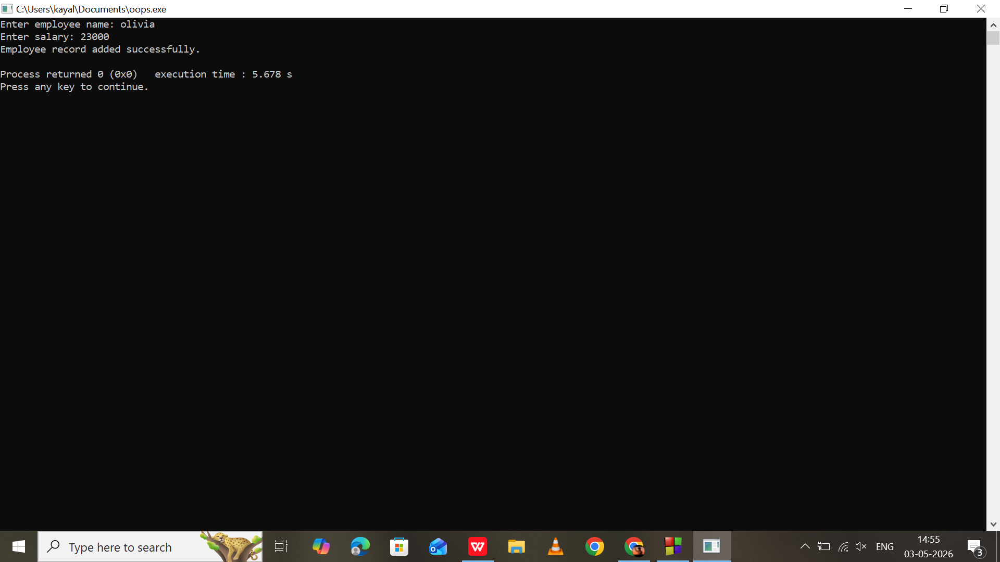 C:\Users\kayal\Documents\oops.exe
Enter employee name: olivia
Enter salary: 23000
Employee record added successfully.
Process returned 0 (0x0)   execution time : 5.678 s
Press any key to continue.
Type here to search
ENG
14:55
03-05-2026
3